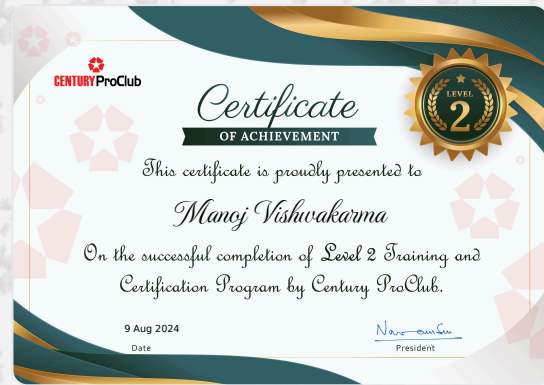 CENTURY ProClub
LEVEL
2
Certificate
OF ACHIEVEMENT
This certificate is proudly presented to
Manoj Vishwakarma
On the successful completion of Level 2 Training and
Certification Program by Century ProClub.
9 Aug 2024
Date
President